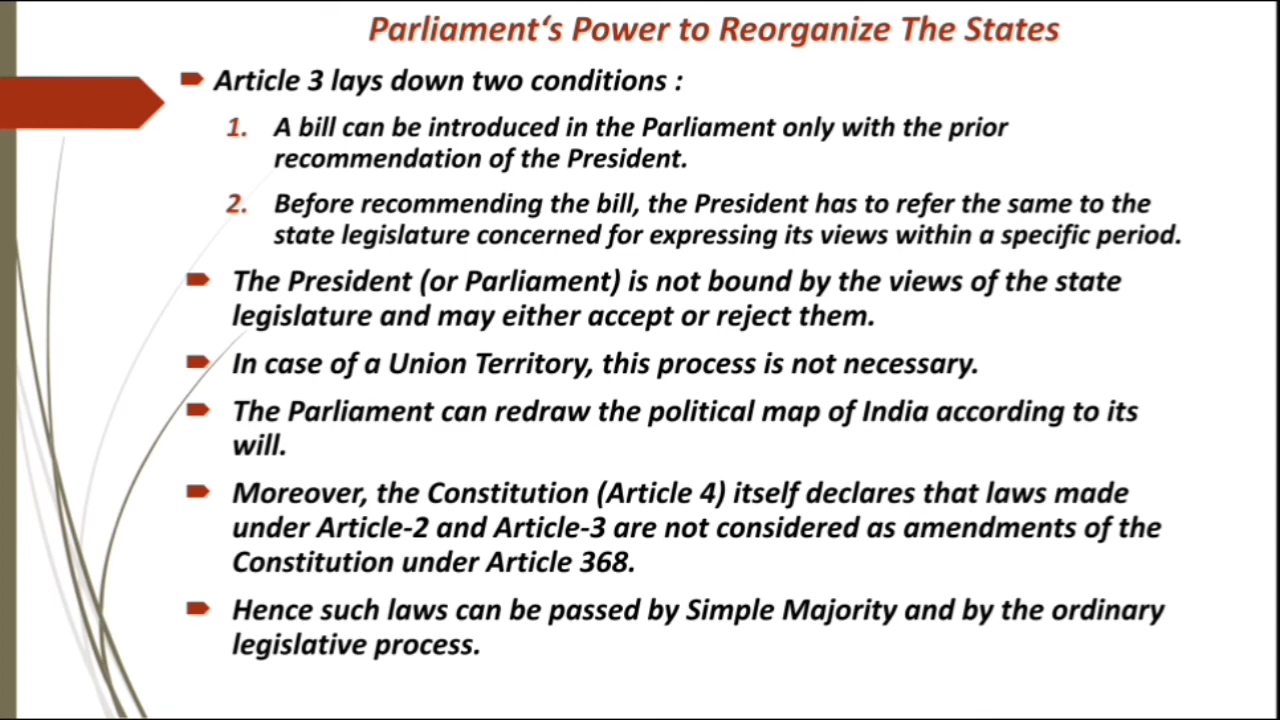 Parliament‘s Power to Reorganize The States
Article 3 lays down two conditions :
1. A bill can be introduced in the Parliament only with the prior
recommendation of the President.
2. Before recommending the bill, the President has to refer the same to the
state legislature concerned for expressing its views within a specific period.
The President (or Parliament) is not bound by the views of the state
legislature and may either accept or reject them.
In case of a Union Territory, this process is not necessary.
The Parliament can redraw the political map of India according to its
will.
Moreover, the Constitution (Article 4) itself declares that laws made
under Article-2 and Article-3 are not considered as amendments of the
Constitution under Article 368.
Hence such laws can be passed by Simple Majority and by the ordinary
legislative process.